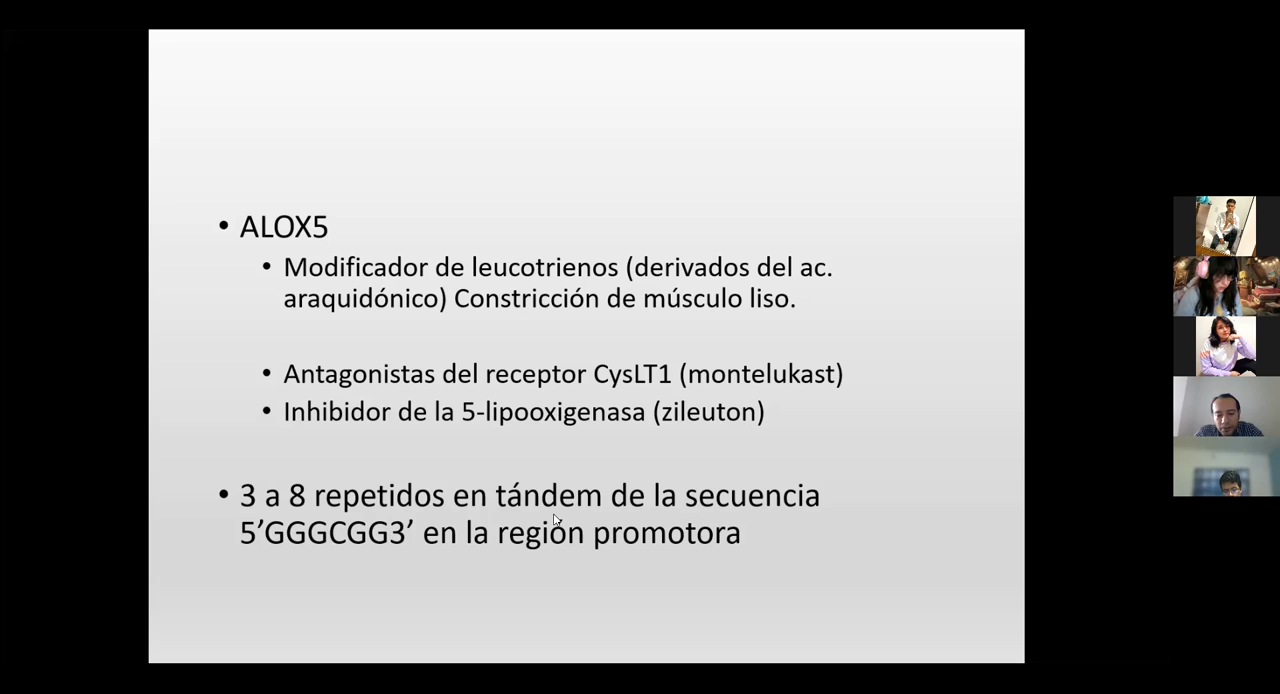 • ALOX5
• Modificador de leucotrienos (derivados del ac.
araquidónico) Constricción de músculo liso.
• Antagonistas del receptor CysLT1 (montelukast)
• Inhibidor de la 5-lipooxigenasa (zileuton)
• 3 a 8 repetidos en tándem de la secuencia
5’GGGCGG3’ en la región promotora